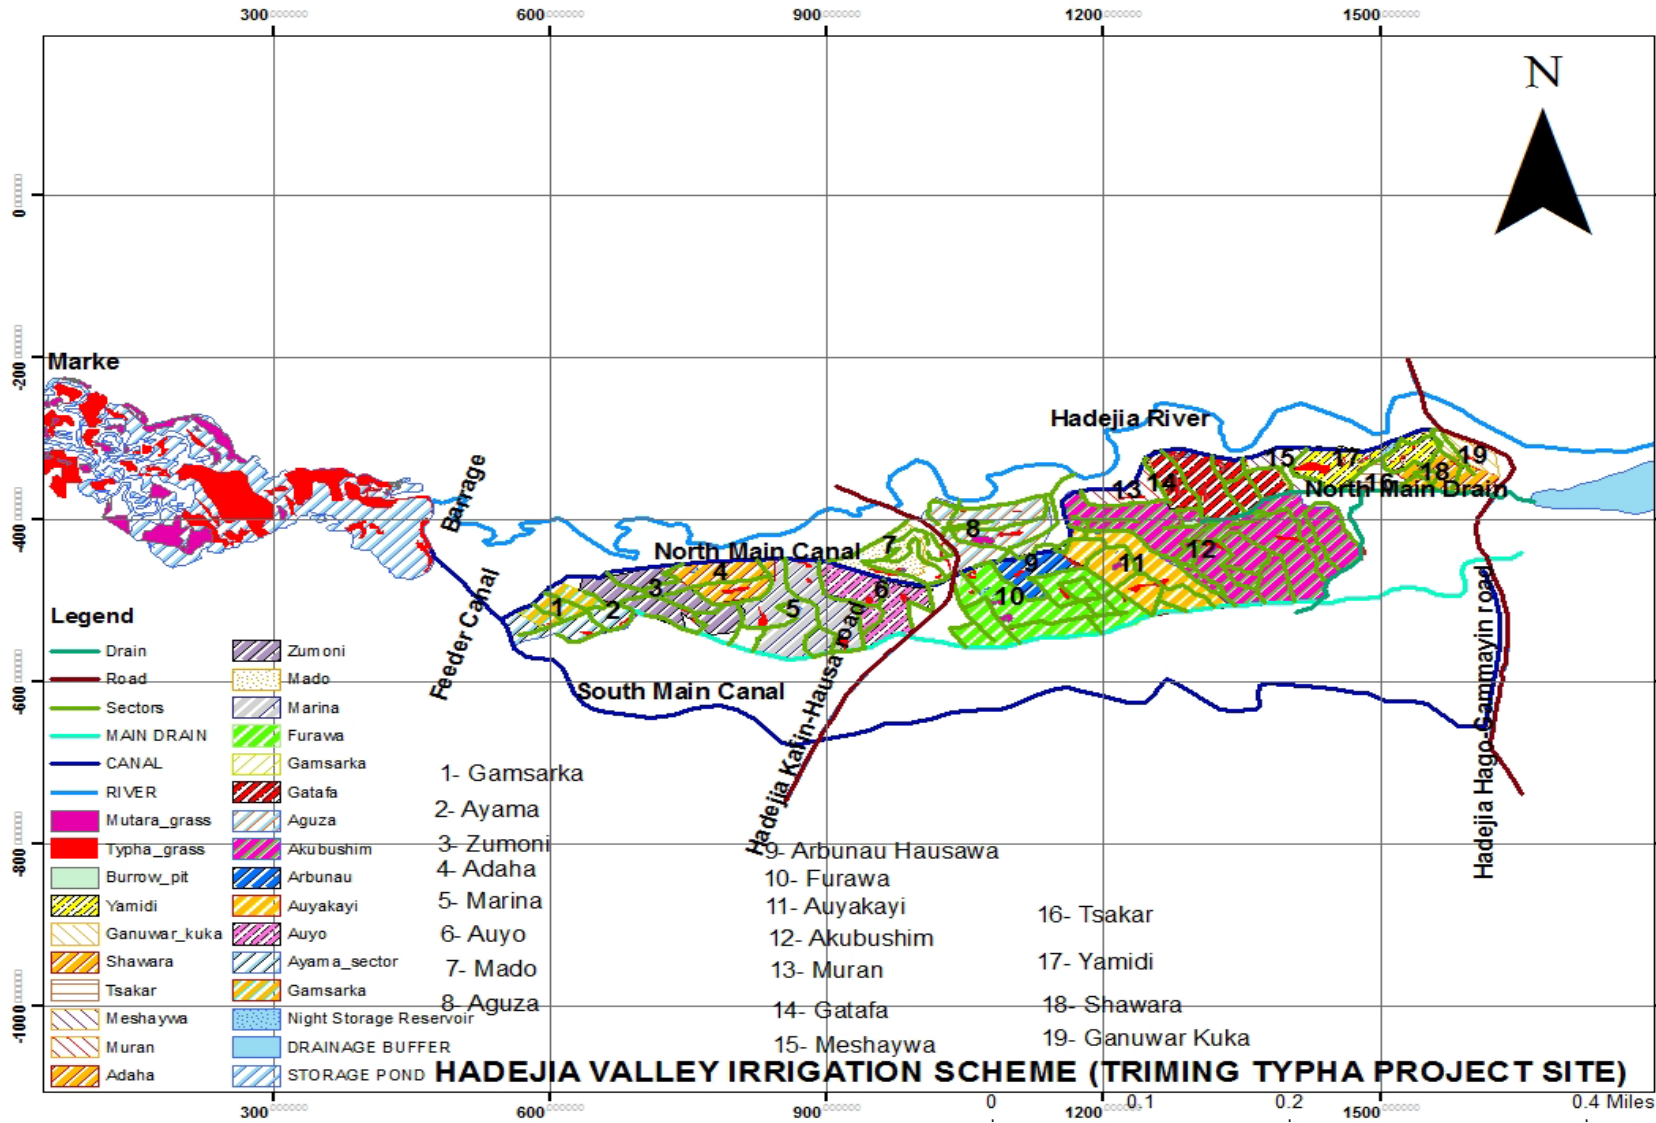 300 600 900 1200 1500
N
0
-200
-400
-600
-800
-1000
Marke
Barrage
Feeder Canal
North Main Canal
South Main Canal
Hadejia Kafin-Hausa road
Hadejia River
North Main Drain
Hadejia Hago-Gammayin road
1
2
3
4
5
6
7
8
9
10
11
12
13
14
15
16
17
18
19
Legend
Drain
Road
Sectors
MAIN DRAIN
CANAL
RIVER
Mutara_grass
Typha_grass
Burrow_pit
Yamidi
Ganuwar_kuka
Shawara
Tsakar
Meshaywa
Muran
Adaha
Zumoni
Mado
Marina
Furawa
Gamsarka
Gatafa
Aguza
Akubushim
Arbunau
Auyakayi
Auyo
Ayama_sector
Gamsarka
Night Storage Reservoir
DRAINAGE BUFFER
STORAGE POND
1- Gamsarka
2- Ayama
3- Zumoni
4- Adaha
5- Marina
6- Auyo
7- Mado
8- Aguza
9- Arbunau Hausawa
10- Furawa
11- Auyakayi
12- Akubushim
13- Muran
14- Gatafa
15- Meshaywa
16- Tsakar
17- Yamidi
18- Shawara
19- Ganuwar Kuka
HADEJIA VALLEY IRRIGATION SCHEME (TRIMING TYPHA PROJECT SITE)
300 600 900 1200 1500
0 0.1 0.2 0.4 Miles